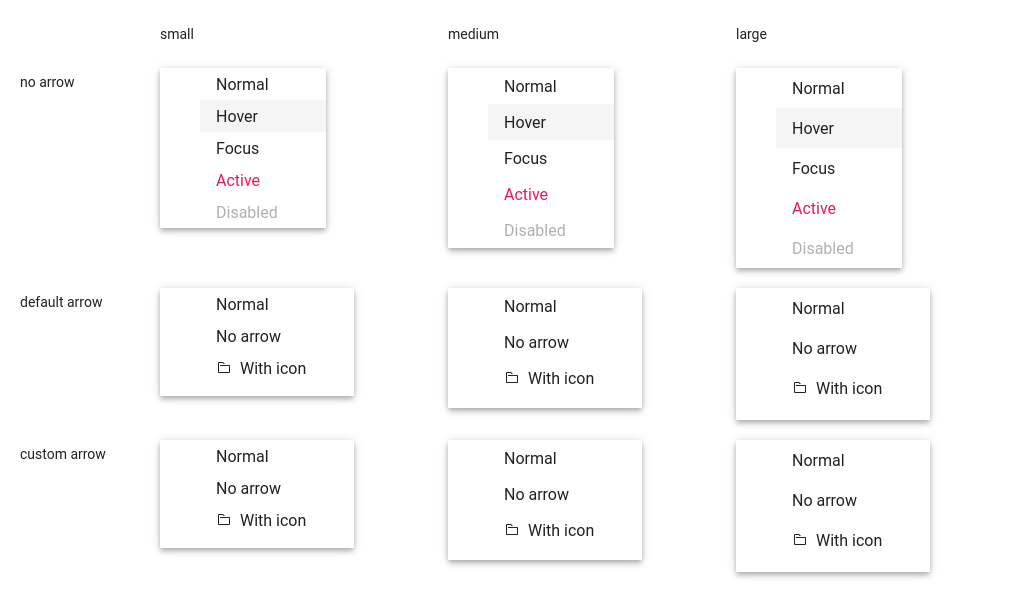 small medium large
no arrow
Normal Normal Normal
Hover Hover Hover
Focus Focus Focus
Active Active Active
Disabled Disabled Disabled
default arrow
Normal Normal Normal
No arrow No arrow No arrow
With icon With icon With icon
custom arrow
Normal Normal Normal
No arrow No arrow No arrow
With icon With icon With icon